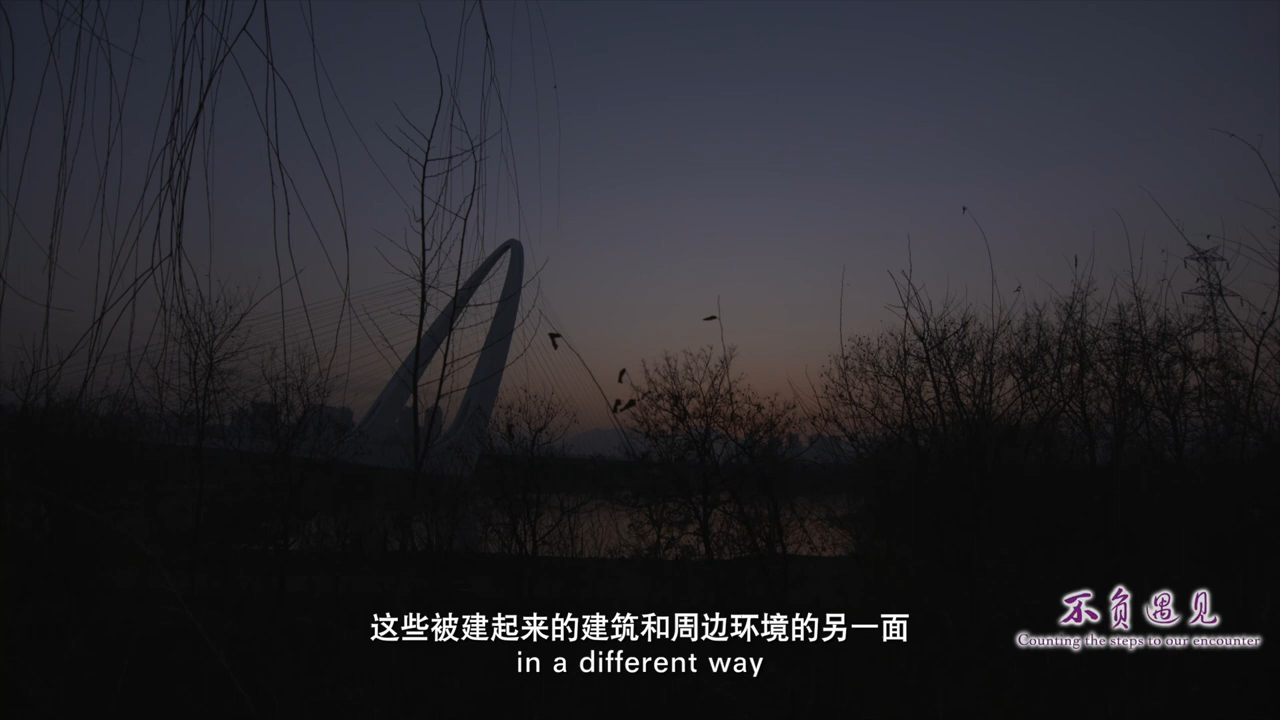 这些被建起来的建筑和周边环境的另一面
in a different way
不负遇见
Counting the steps to our encounter